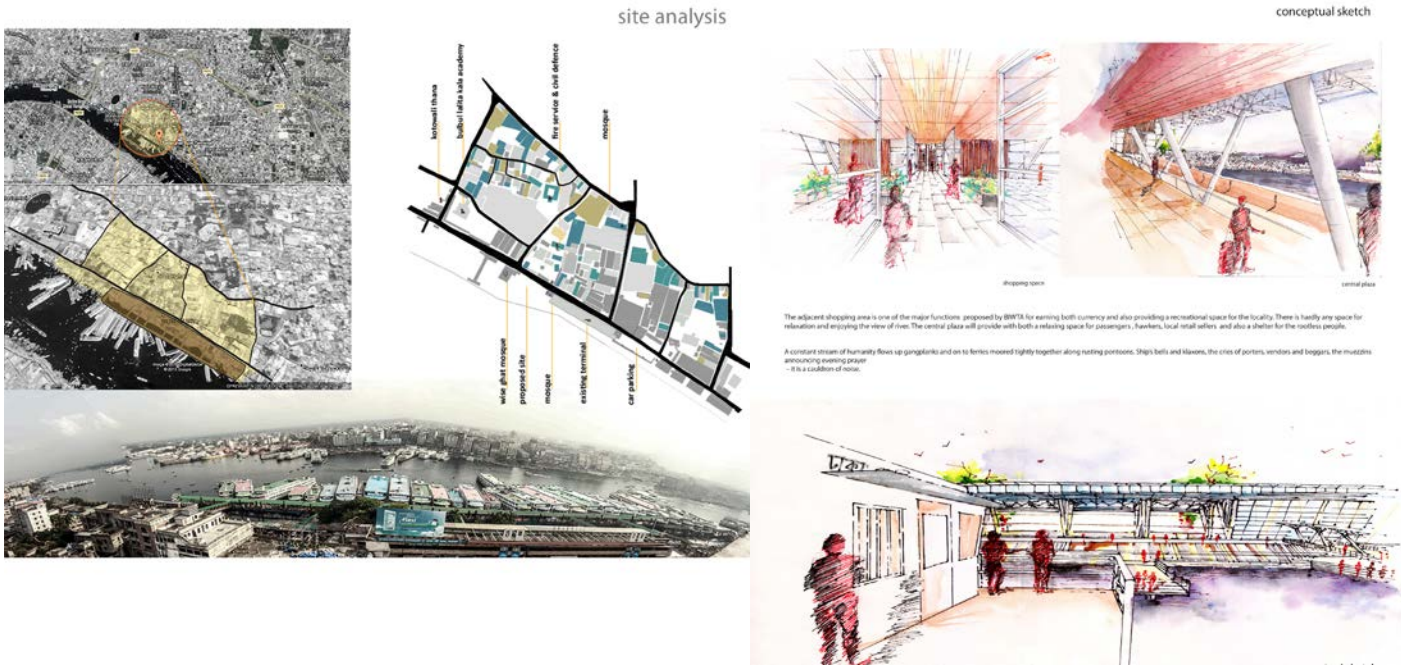 site analysis
kotowali thana
bulbul lalita kala academy
fire service & civil defence
mosque
wise ghat mosque
proposed site
mosque
existing terminal
car parking
conceptual sketch
shopping space
central plaza
The adjacent shopping area is one of the major functions proposed by BIWTA for earning both currency and also providing a recreational space for the locality. There is hardly any space for
relaxation and enjoying the view of river. The central plaza will provide with both a relaxing space for passengers , hawkers, local retail sellers and also a shelter for the rootless people.
A constant stream of humanity flows up gangplanks and on to ferries moored tightly together along rusting pontoons. Ship's bells and klaxons, the cries of porters, vendors and beggars, the muezzins
announcing evening prayer
– it is a cauldron of noise.